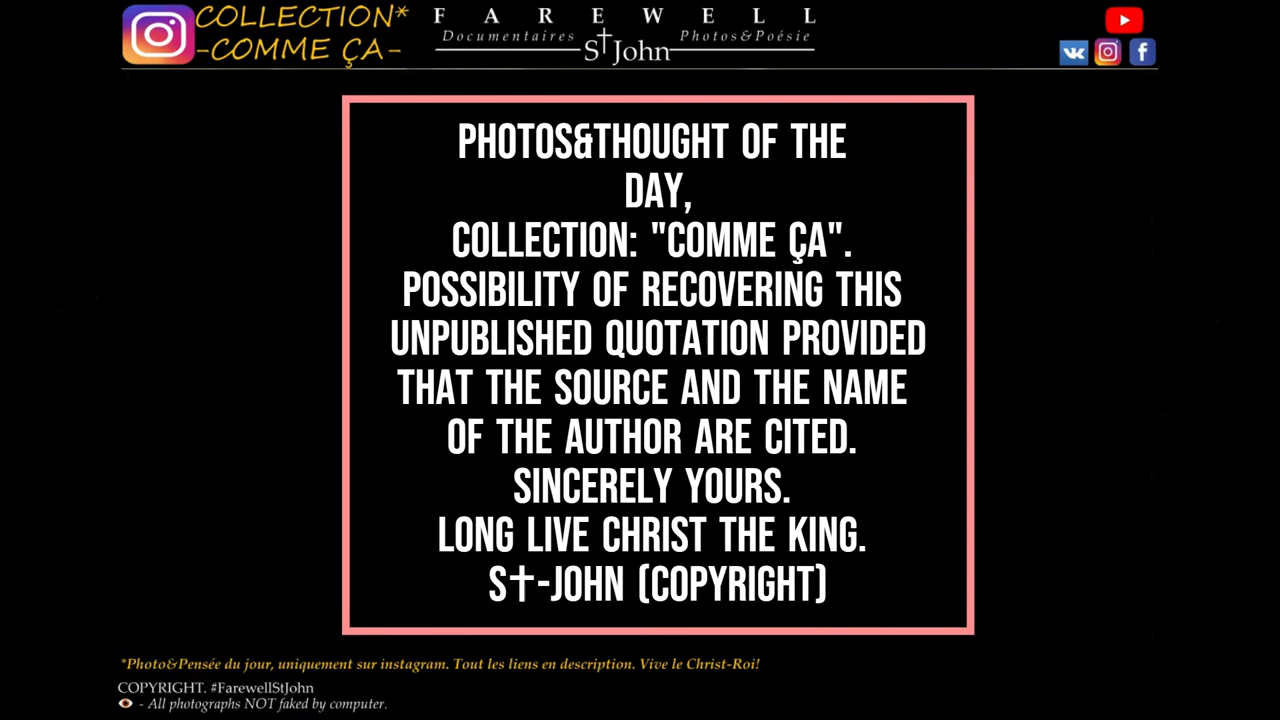 COLLECTION*
-COMME ÇA-
FAREWELL
Documentaires Photos&Poésie
S†John
PHOTOS&THOUGHT OF THE
DAY,
COLLECTION: "COMME ÇA".
POSSIBILITY OF RECOVERING THIS
UNPUBLISHED QUOTATION PROVIDED
THAT THE SOURCE AND THE NAME
OF THE AUTHOR ARE CITED.
SINCERELY YOURS.
LONG LIVE CHRIST THE KING.
S†-JOHN (COPYRIGHT)
*Photo&Pensée du jour, uniquement sur instagram. Tout les liens en description. Vive le Christ-Roi!
COPYRIGHT. #FarewellStJohn
- All photographs NOT faked by computer.